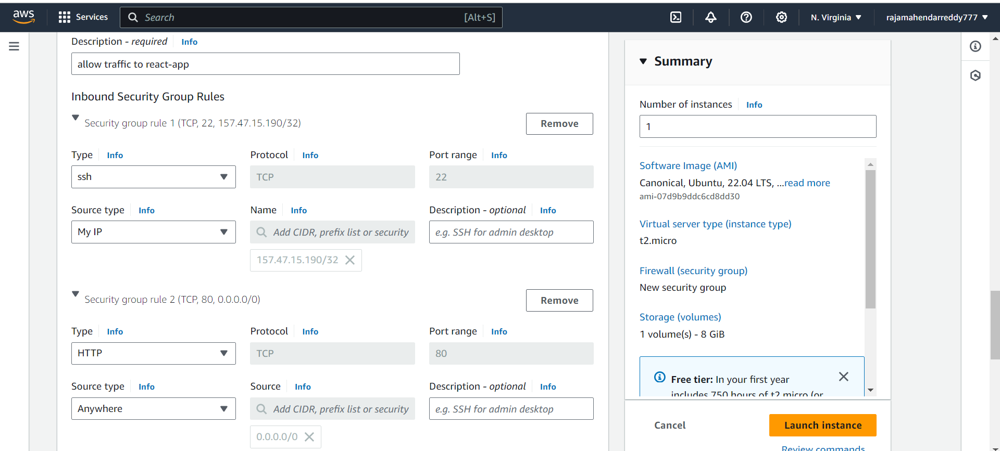 aws
Services
Search [Alt+S]
N. Virginia
rajamahendarreddy777
Description - required Info
allow traffic to react-app
Inbound Security Group Rules
Security group rule 1 (TCP, 22, 157.47.15.190/32)
Remove
Type Info Protocol Info Port range Info
ssh TCP 22
Source type Info Name Info Description - optional Info
My IP Add CIDR, prefix list or security e.g. SSH for admin desktop
157.47.15.190/32
Security group rule 2 (TCP, 80, 0.0.0.0/0)
Remove
Type Info Protocol Info Port range Info
HTTP TCP 80
Source type Info Source Info Description - optional Info
Anywhere Add CIDR, prefix list or security e.g. SSH for admin desktop
0.0.0.0/0
Summary
Number of instances Info
1
Software Image (AMI)
Canonical, Ubuntu, 22.04 LTS, ...read more
ami-07d9b9ddc6cd8dd30
Virtual server type (instance type)
t2.micro
Firewall (security group)
New security group
Storage (volumes)
1 volume(s) - 8 GiB
Free tier: In your first year
includes 750 hours of t2.micro (or
Cancel
Launch instance
Review commands